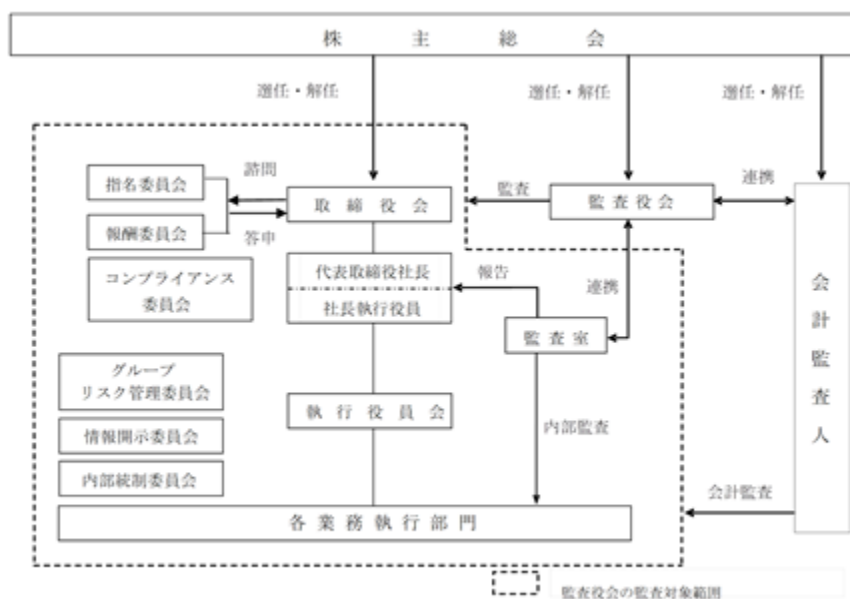 株主総会
選任・解任
選任・解任
選任・解任
指名委員会
諮問
取締役会
監査
監査役会
連携
報酬委員会
答申
コンプライアンス
委員会
代表取締役社長
社長執行役員
報告
連携
監査室
会計監査人
グループ
リスク管理委員会
執行役員会
情報開示委員会
内部監査
内部統制委員会
会計監査
各業務執行部門
監査役会の監査対象範囲